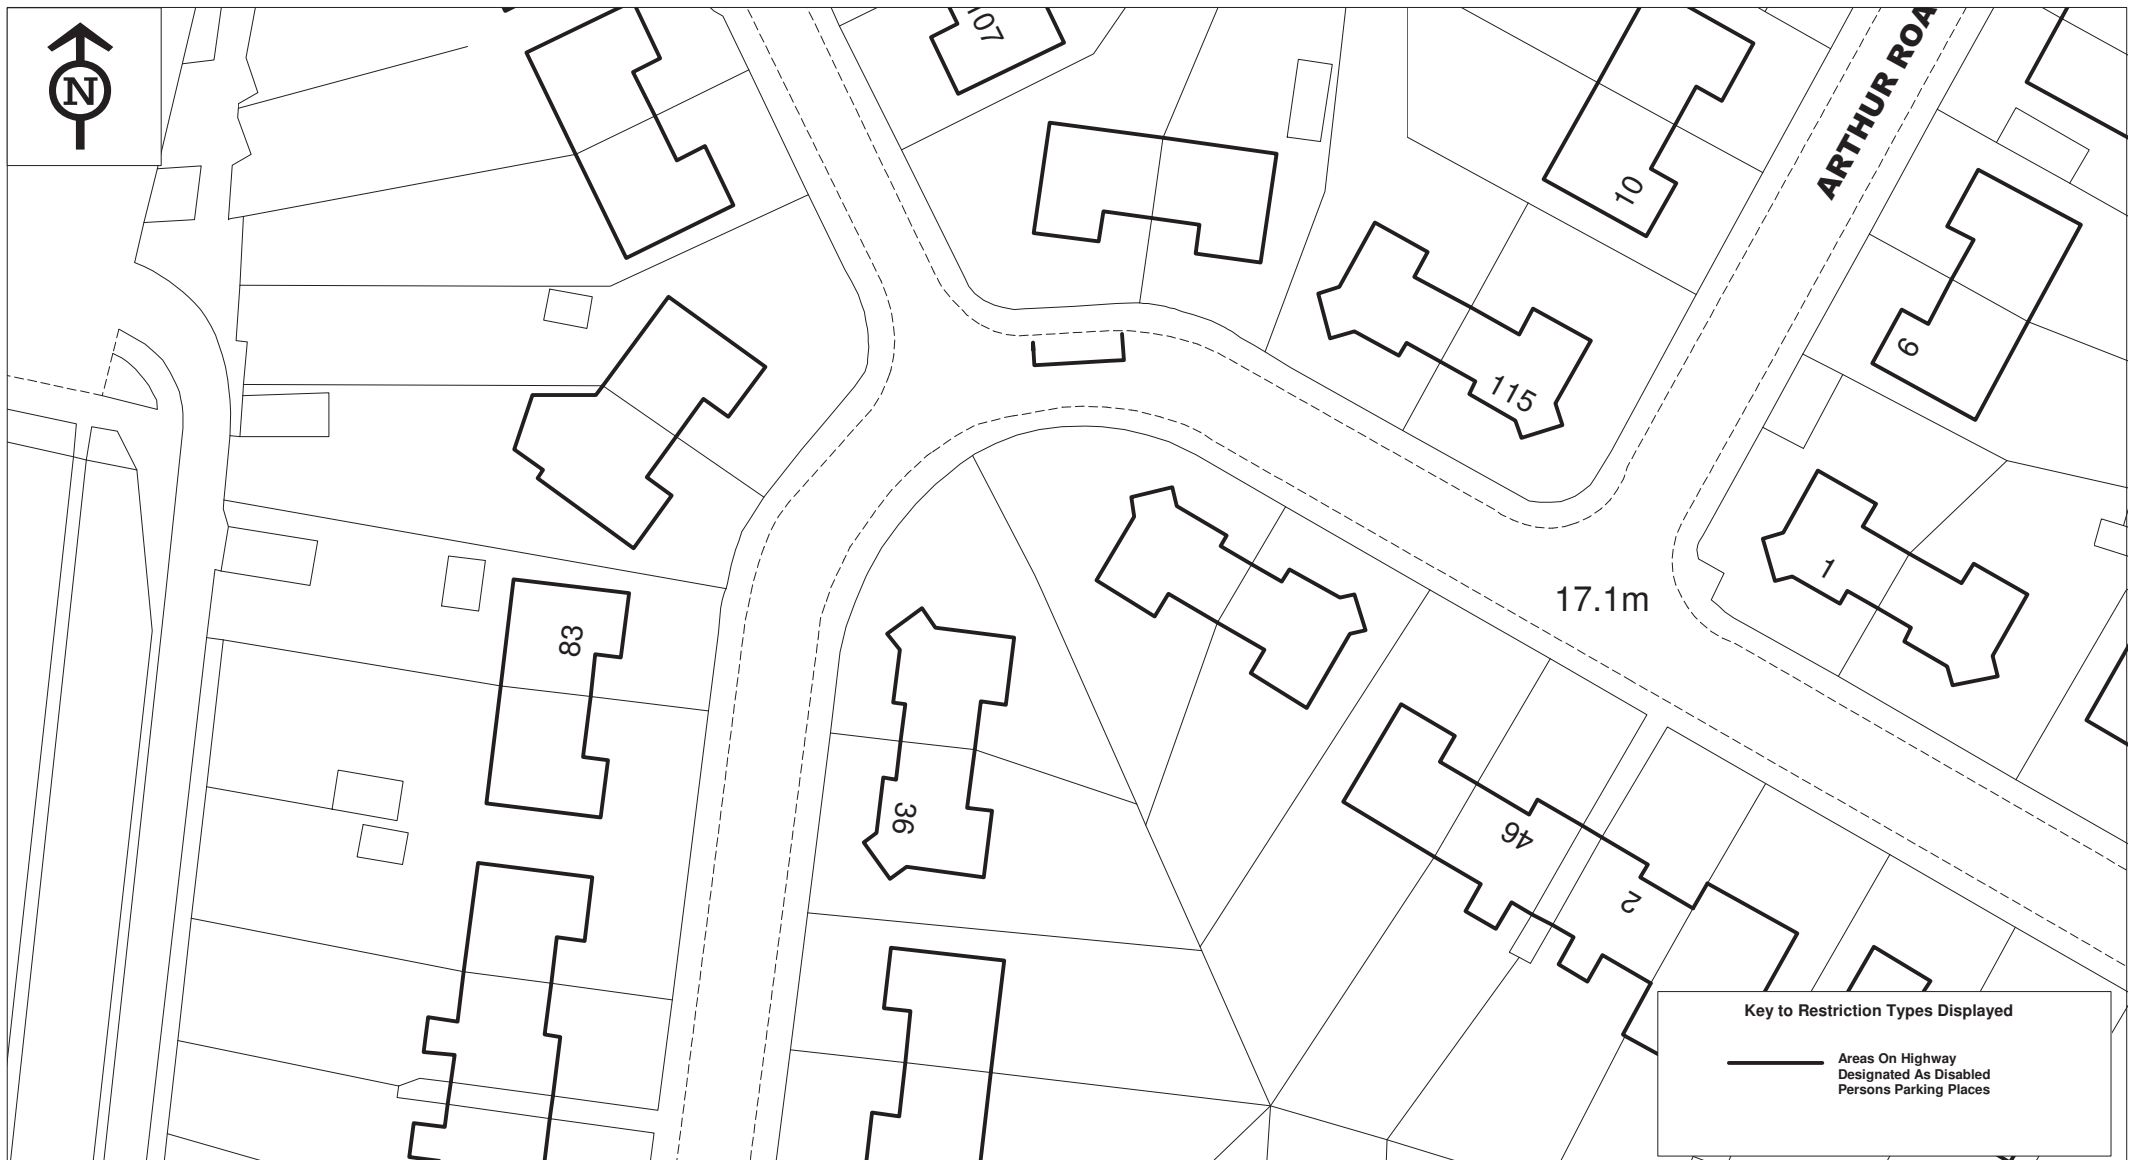 N
107
ARTHUR ROA
10
9
115
1
17.1m
83
36
46
2
Key to Restriction Types Displayed
Areas On Highway
Designated As Disabled
Persons Parking Places